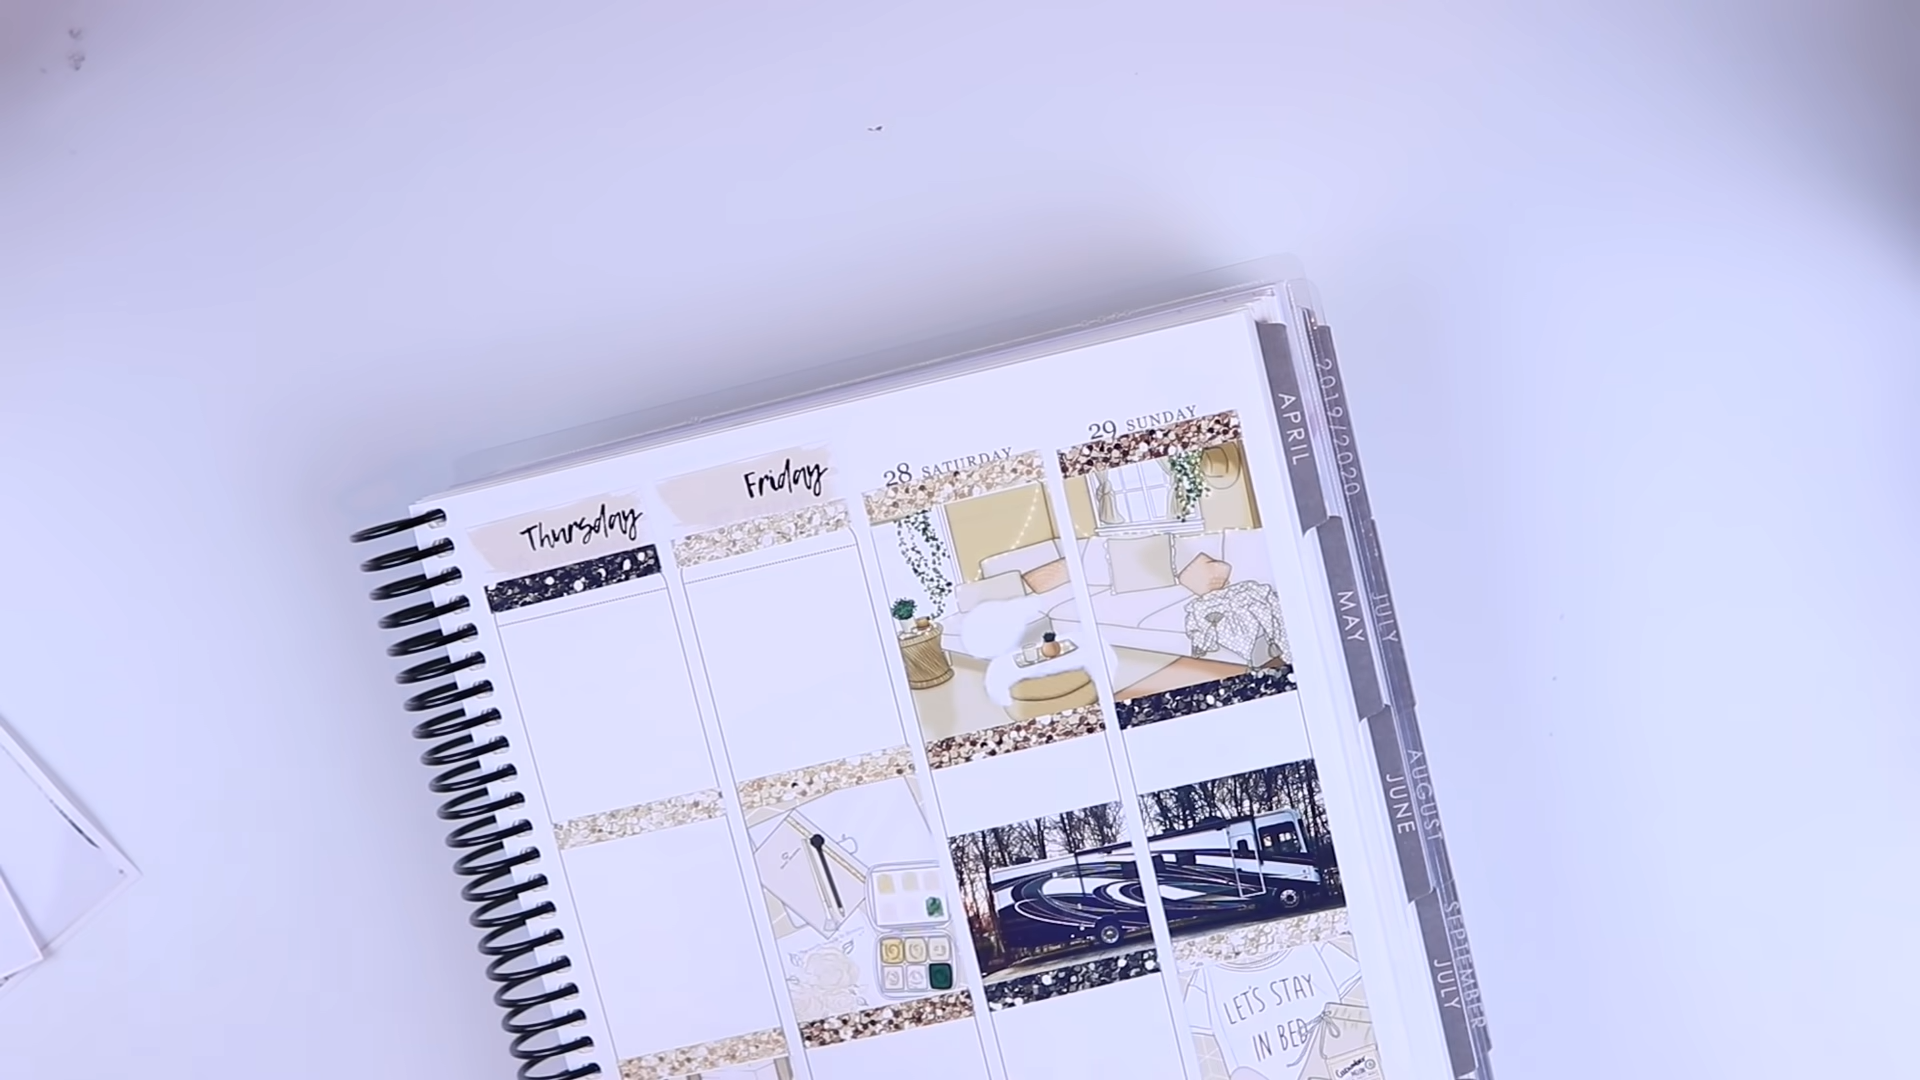 29 SUNDAY
28 SATURDAY
Friday
Thursday
APRIL
2019/2020
MAY
JULY
JUNE
AUGUST
JULY
SEPTEMBER
LET'S STAY
IN BED